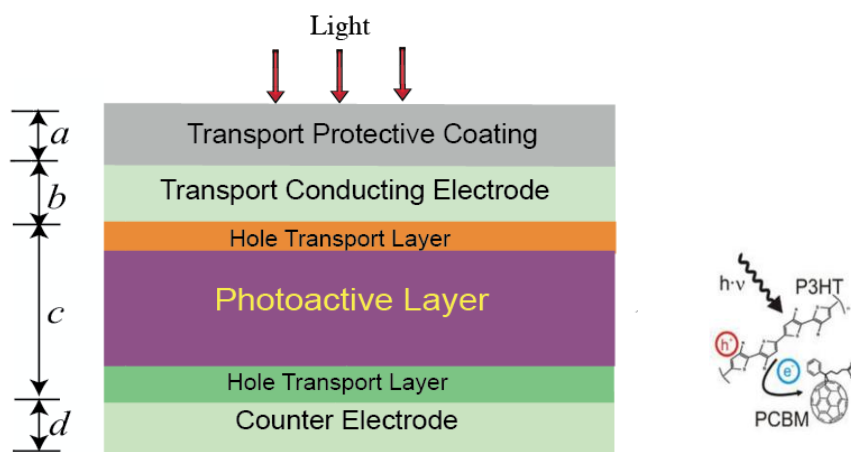 Light
a
Transport Protective Coating
b
Transport Conducting Electrode
Hole Transport Layer
c
Photoactive Layer
Hole Transport Layer
d
Counter Electrode
h·ν
P3HT
h⁺
e⁻
PCBM